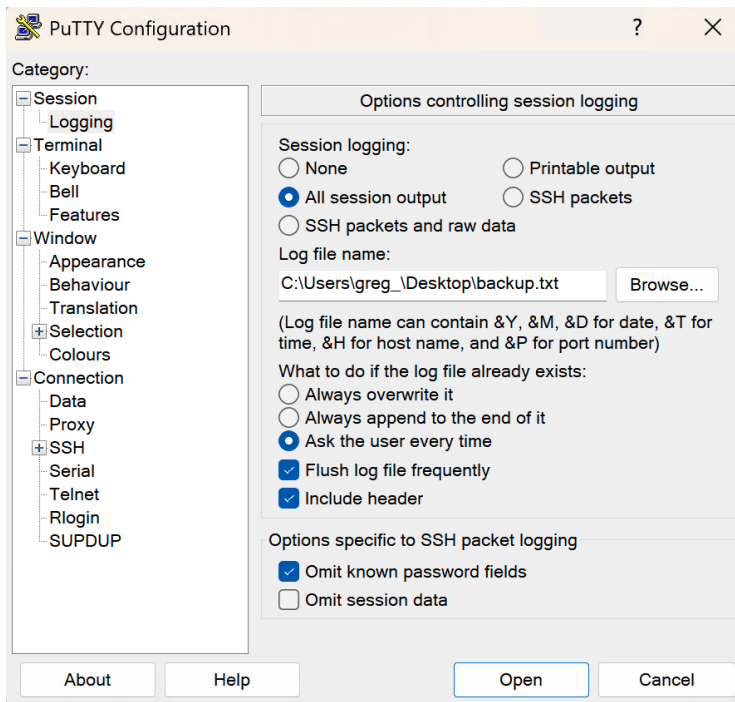 PuTTY Configuration
?
Category:
Session
Logging
Terminal
Keyboard
Bell
Features
Window
Appearance
Behaviour
Translation
Selection
Colours
Connection
Data
Proxy
SSH
Serial
Telnet
Rlogin
SUPDUP
Options controlling session logging
Session logging:
None
Printable output
All session output
SSH packets
SSH packets and raw data
Log file name:
C:\Users\greg_\Desktop\backup.txt
Browse...
(Log file name can contain &Y, &M, &D for date, &T for
time, &H for host name, and &P for port number)
What to do if the log file already exists:
Always overwrite it
Always append to the end of it
Ask the user every time
Flush log file frequently
Include header
Options specific to SSH packet logging
Omit known password fields
Omit session data
About
Help
Open
Cancel